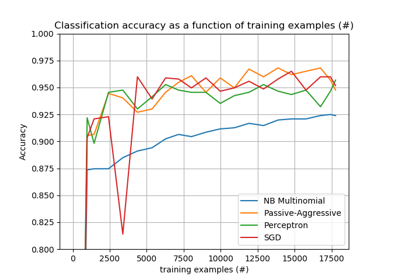 Classification accuracy as a function of training examples (#)
1.000
0.975
0.950
0.925
0.900
0.875
0.850
0.825
0.800
Accuracy
NB Multinomial
Passive-Aggressive
Perceptron
SGD
0 2500 5000 7500 10000 12500 15000 17500
training examples (#)